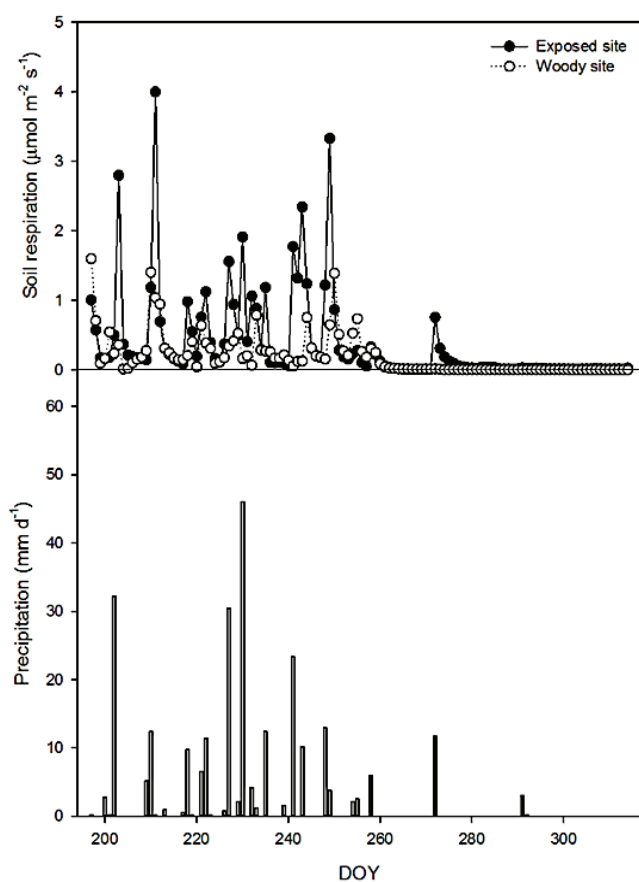 5
4
3
2
1
0
Soil respiration (μmol m⁻² s⁻¹)
Exposed site
Woody site
60
50
40
30
20
10
0
Precipitation (mm d⁻¹)
200 220 240 260 280 300
DOY